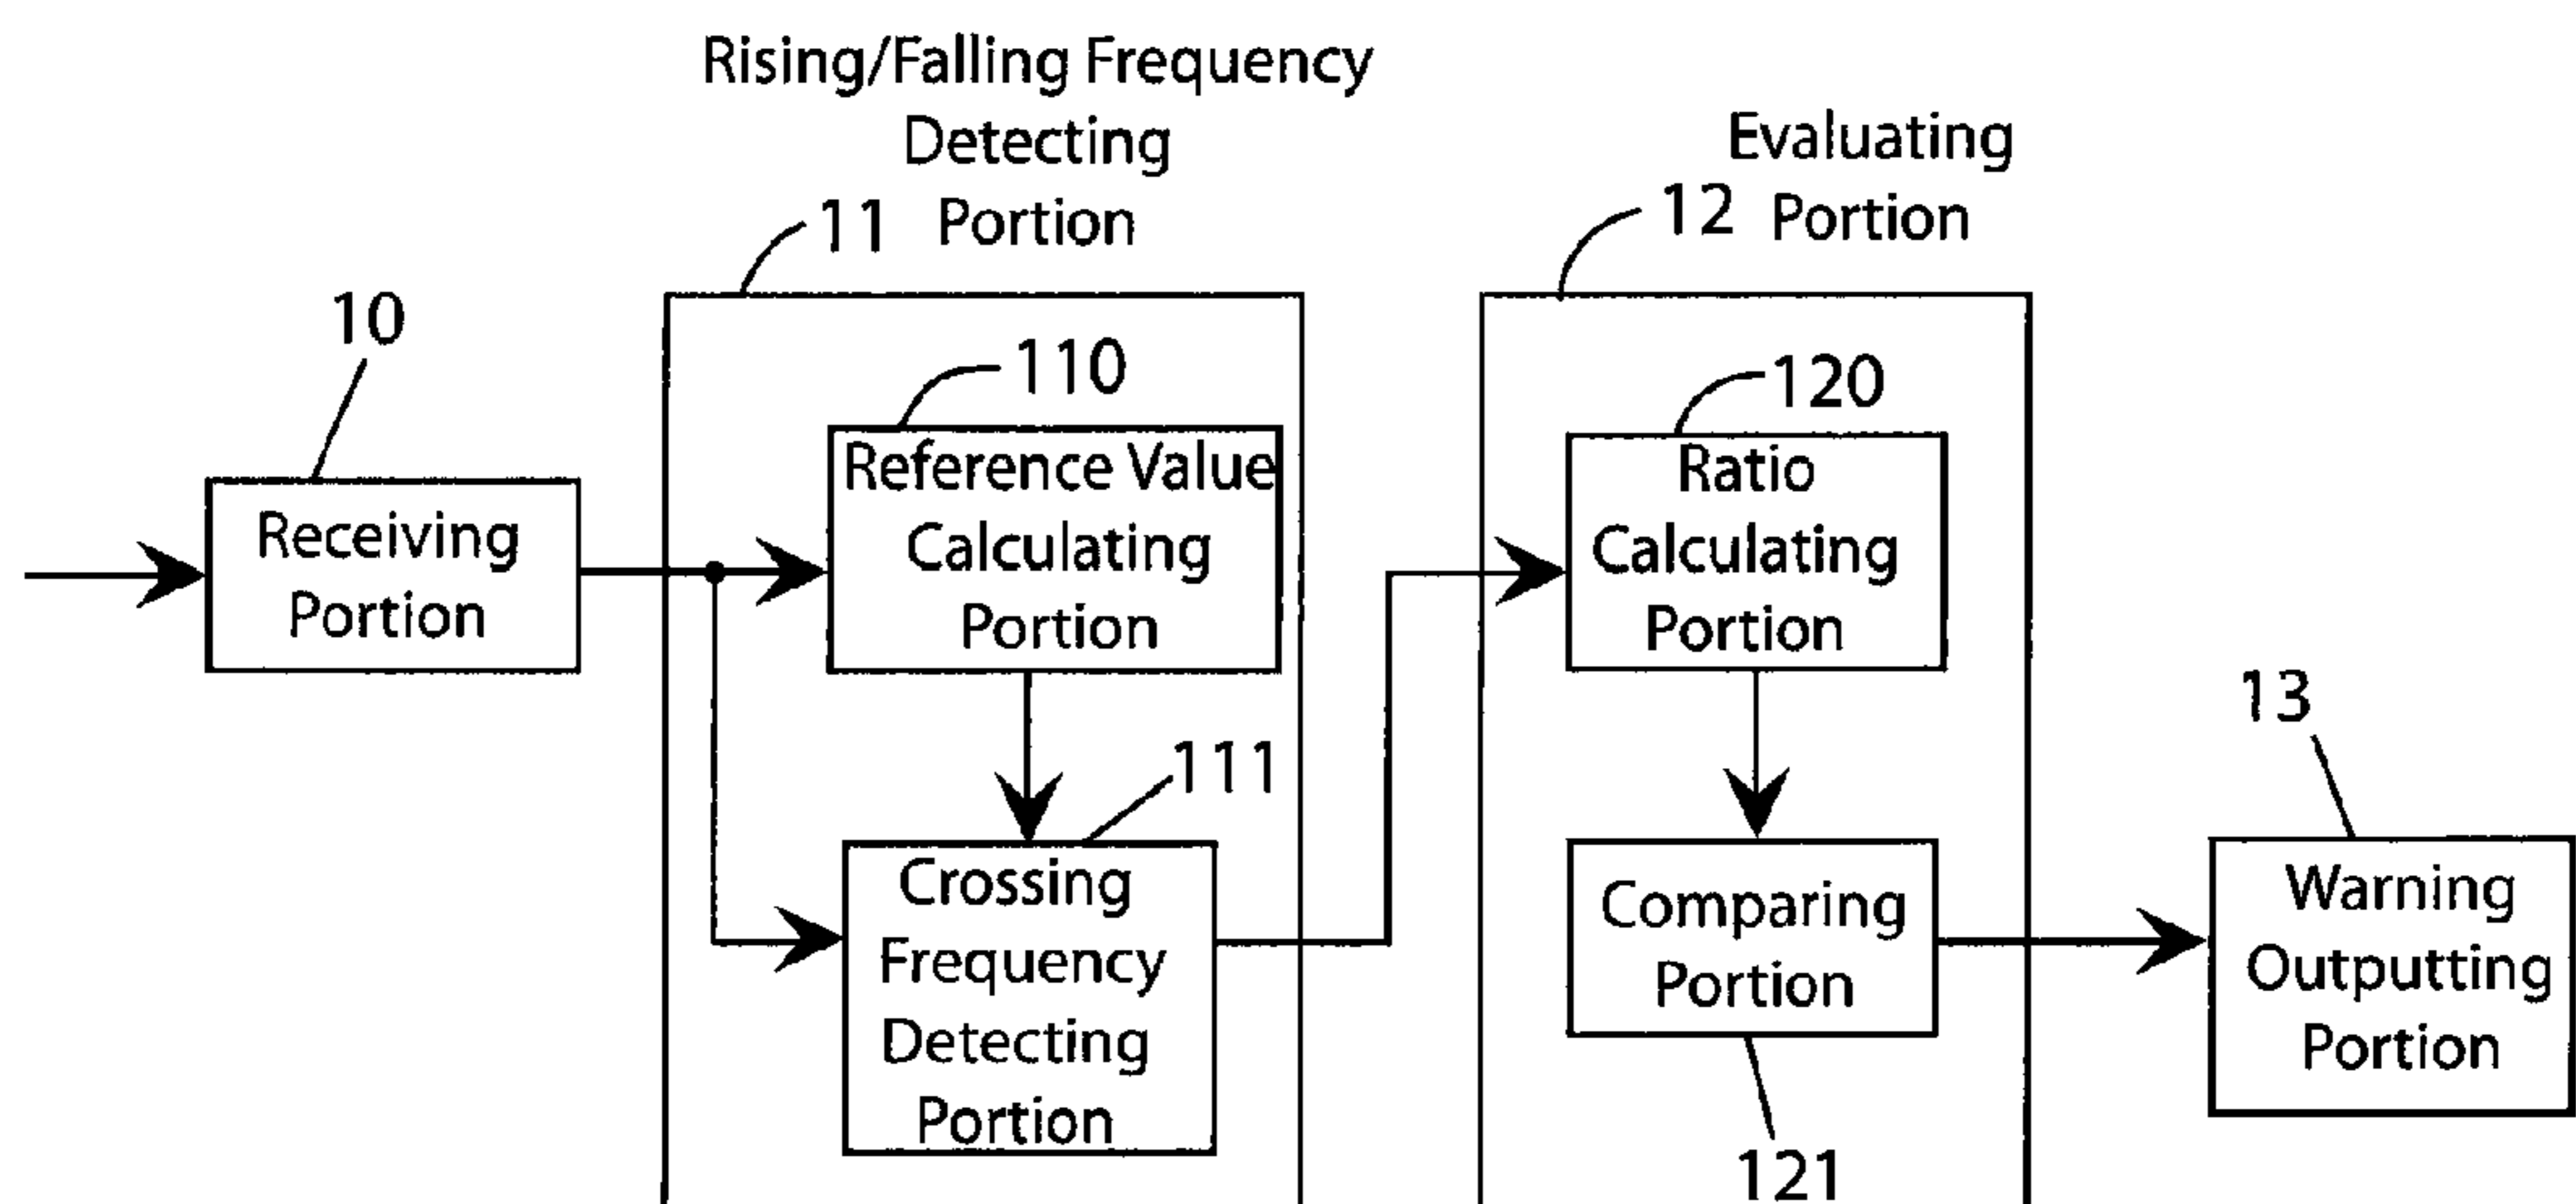 Rising/Falling Frequency
Detecting
Portion
11
Evaluating
Portion
12
10
110
120
Receiving
Portion
Reference Value
Calculating
Portion
Ratio
Calculating
Portion
111
13
Crossing
Frequency
Detecting
Portion
Comparing
Portion
121
Warning
Outputting
Portion